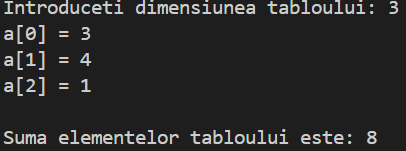 Introduceti dimensiunea tabloului: 3
a[0] = 3
a[1] = 4
a[2] = 1
Suma elementelor tabloului este: 8